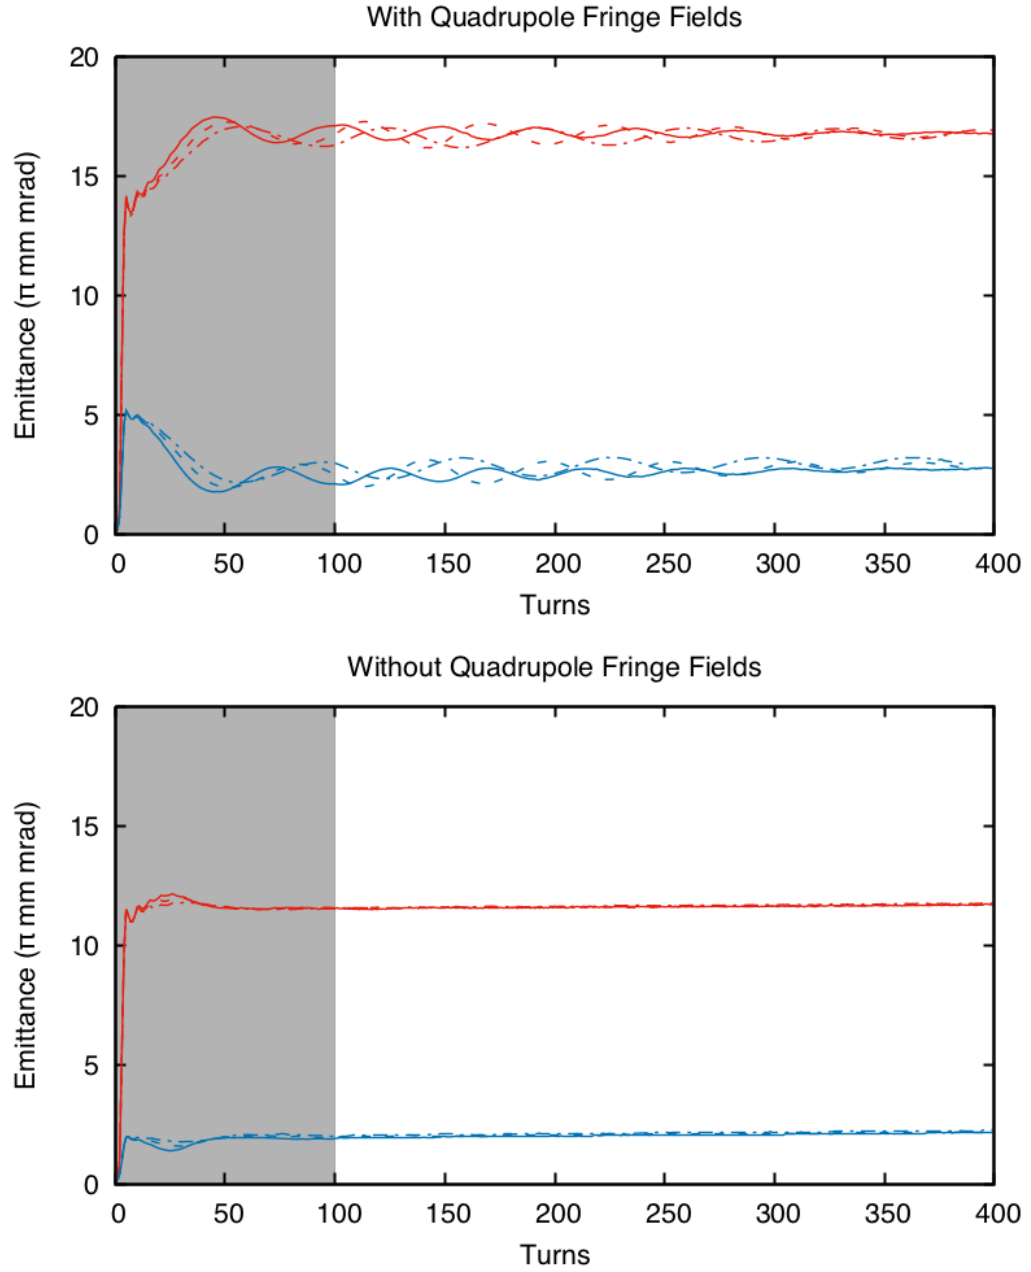 With Quadrupole Fringe Fields
20
15
10
5
0
Emittance (π mm mrad)
0 50 100 150 200 250 300 350 400
Turns
Without Quadrupole Fringe Fields
20
15
10
5
0
Emittance (π mm mrad)
0 50 100 150 200 250 300 350 400
Turns